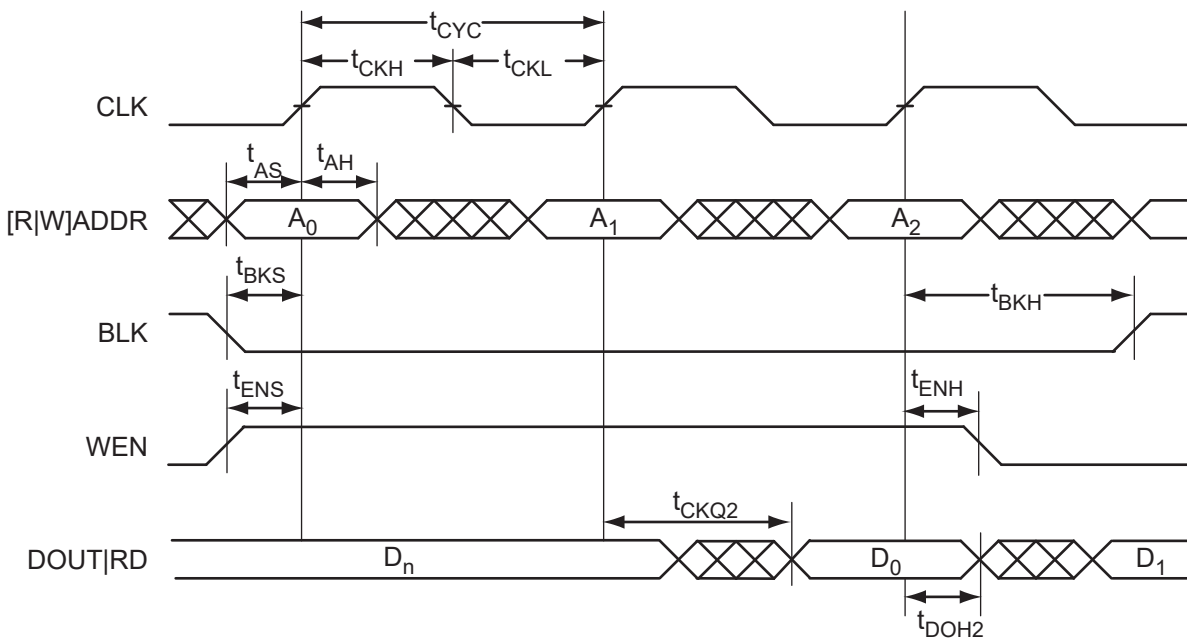 tCYC
tCKH tCKL
CLK
tAS tAH
[R|W]ADDR A0 A1 A2
tBKS tBKH
BLK
tENS tENH
WEN
tCKQ2
DOUT|RD Dn D0 D1
tDOH2